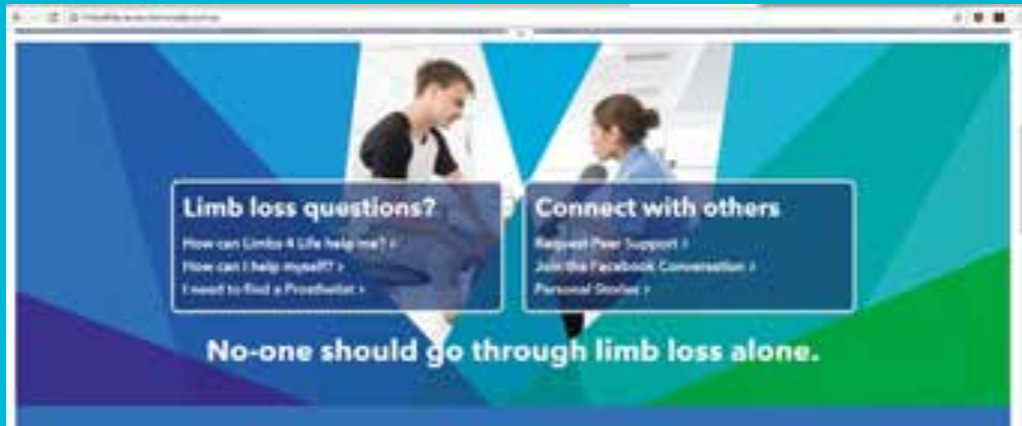 Limb loss questions?
How can Limbs 4 Life help me? >
How can I help myself? >
I need to find a Prosthetist >
Connect with others
Request Peer Support >
Join the Facebook Conversation >
Personal Stories >
No-one should go through limb loss alone.